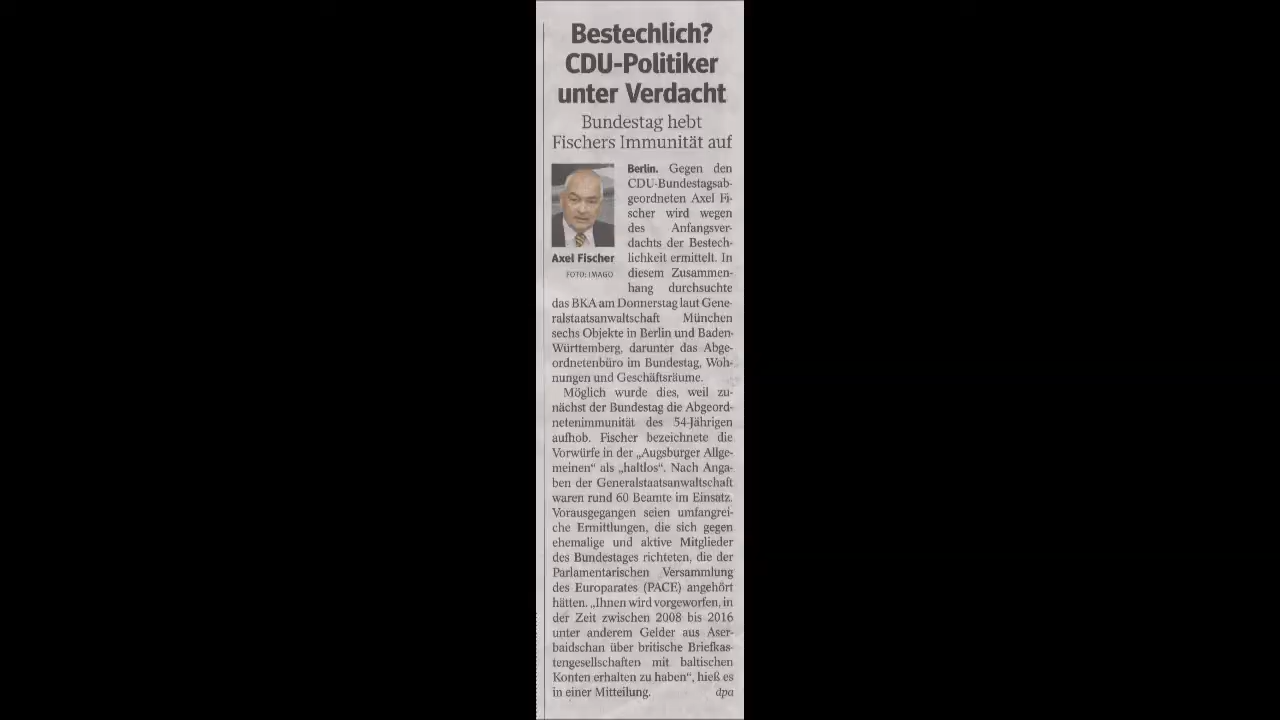 Bestechlich?
CDU-Politiker
unter Verdacht
Bundestag hebt
Fischers Immunität auf
Axel Fischer
FOTO: IMAGO
Berlin. Gegen den
CDU-Bundestagsab-
geordneten Axel Fi-
scher wird wegen
des Anfangsver-
dachts der Bestech-
lichkeit ermittelt. In
diesem Zusammen-
hang durchsuchte
das BKA am Donnerstag laut Gene-
ralstaatsanwaltschaft München
sechs Objekte in Berlin und Baden-
Württemberg, darunter das Abge-
ordnetenbüro im Bundestag, Woh-
nungen und Geschäftsräume.
Möglich wurde dies, weil zu-
nächst der Bundestag die Abgeord-
netenimmunität des 54-Jährigen
aufhob. Fischer bezeichnete die
Vorwürfe in der „Augsburger Allge-
meinen“ als „haltlos“. Nach Anga-
ben der Generalstaatsanwaltschaft
waren rund 60 Beamte im Einsatz.
Vorausgegangen seien umfangrei-
che Ermittlungen, die sich gegen
ehemalige und aktive Mitglieder
des Bundestages richteten, die der
Parlamentarischen Versammlung
des Europarates (PACE) angehört
hätten. „Ihnen wird vorgeworfen, in
der Zeit zwischen 2008 bis 2016
unter anderem Gelder aus Aser-
baidschan über britische Briefkas-
tengesellschaften mit baltischen
Konten erhalten zu haben“, hieß es
in einer Mitteilung. dpa